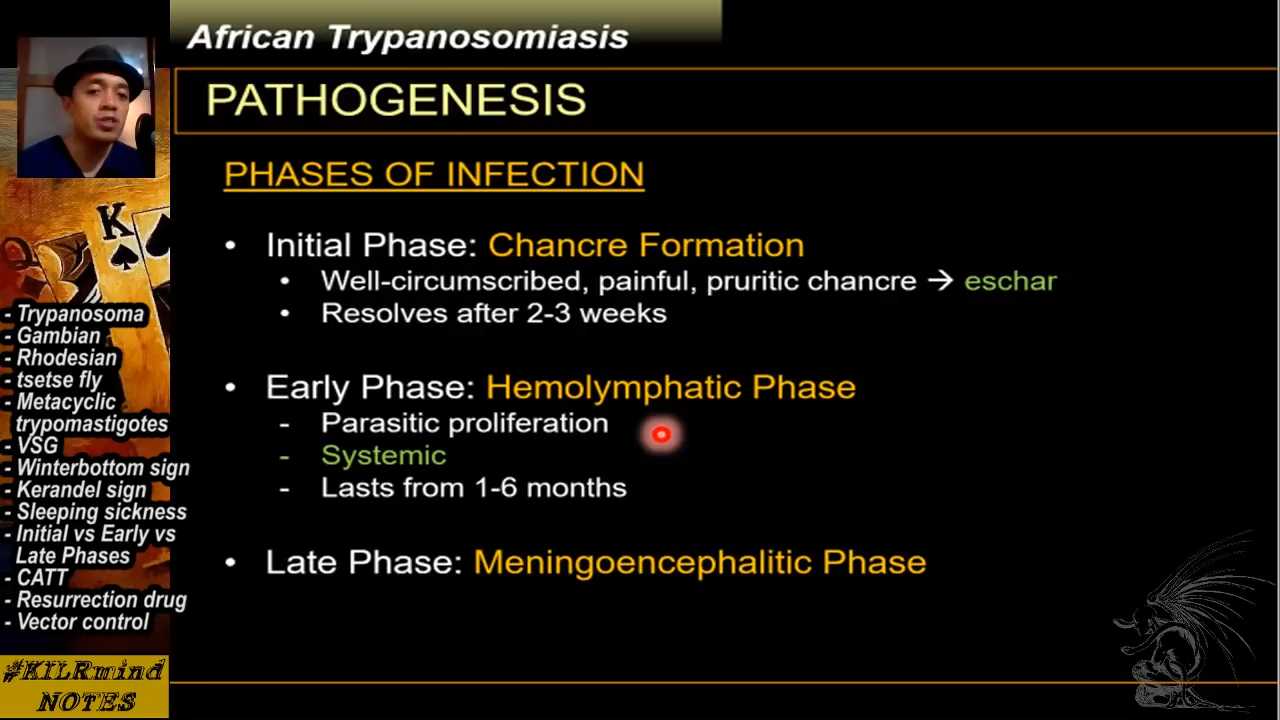 African Trypanosomiasis
PATHOGENESIS
PHASES OF INFECTION
• Initial Phase: Chancre Formation
• Well-circumscribed, painful, pruritic chancre → eschar
• Resolves after 2-3 weeks
• Early Phase: Hemolymphatic Phase
- Parasitic proliferation
- Systemic
- Lasts from 1-6 months
• Late Phase: Meningoencephalitic Phase
K
- Trypanosoma
- Gambian
- Rhodesian
- tsetse fly
- Metacyclic
trypomastigotes
- VSG
- Winterbottom sign
- Kerandel sign
- Sleeping sickness
- Initial vs Early vs
Late Phases
- CATT
- Resurrection drug
- Vector control
#KILRmind
NOTES